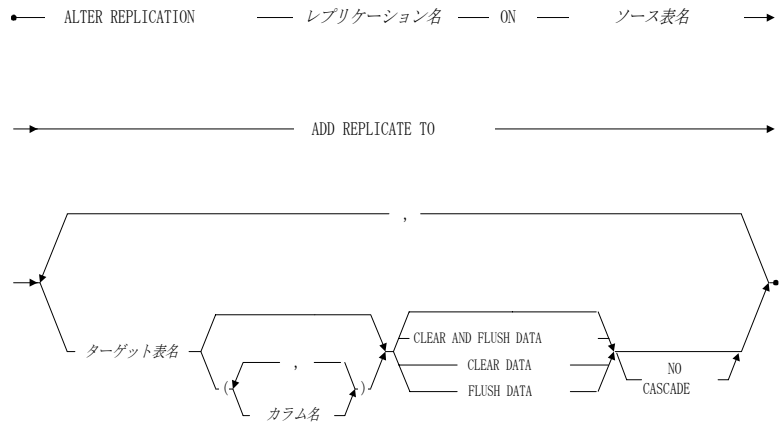 ALTER REPLICATION レプリケーション名 ON ソース表名
ADD REPLICATE TO
,
ターゲット表名
( , )
カラム名
CLEAR AND FLUSH DATA
CLEAR DATA
FLUSH DATA
NO
CASCADE